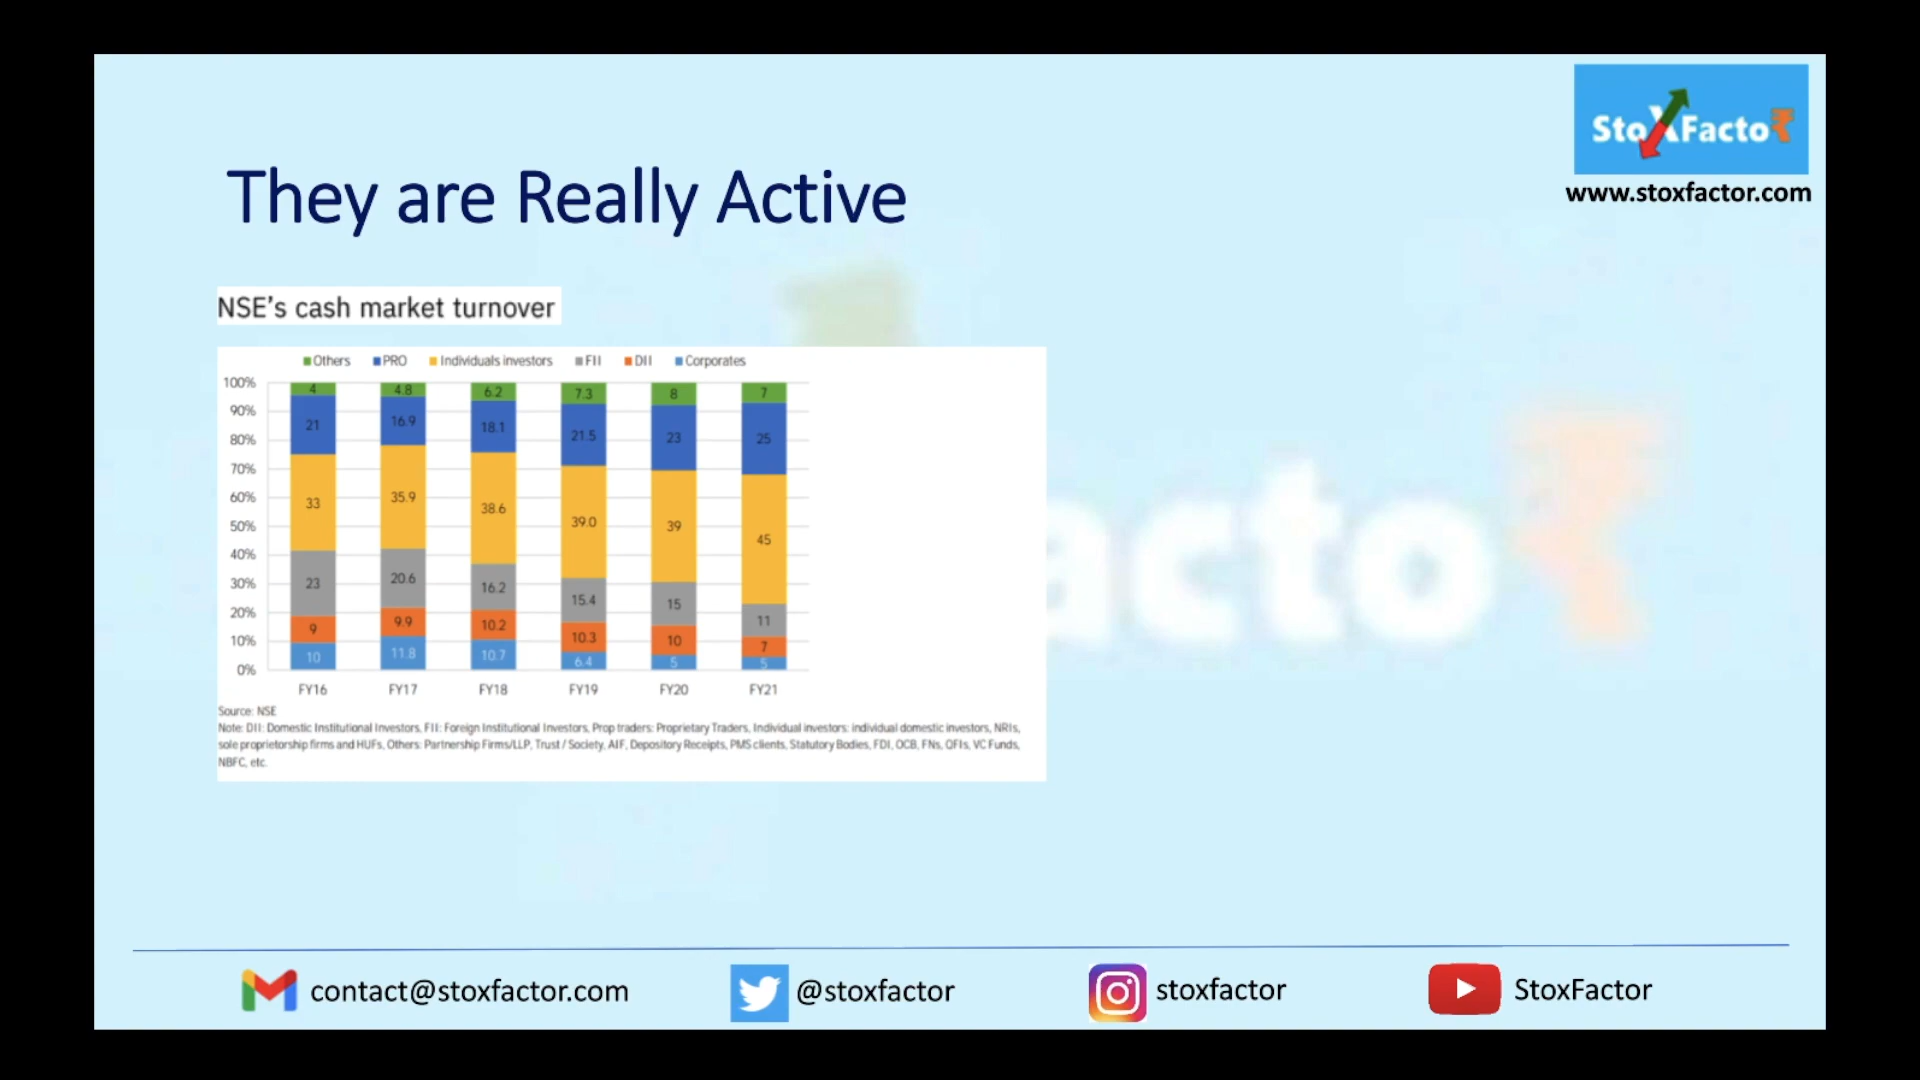 StoXFacto₹
www.stoxfactor.com
They are Really Active
NSE's cash market turnover
Others PRO Individuals investors FII DII Corporates
100%
90%
80%
70%
60%
50%
40%
30%
20%
10%
0%
4 4.8 6.2 7.3 8 7
21 16.9 18.1 21.5 23 25
33 35.9 38.6 39.0 39 45
23 20.6 16.2 15.4 15 11
9 9.9 10.2 10.3 10 7
10 11.8 10.7 6.4 5 5
FY16 FY17 FY18 FY19 FY20 FY21
Source: NSE
Note: DII: Domestic Institutional Investors, FII: Foreign Institutional Investors, Prop traders: Proprietary Traders, Individual investors: individual domestic investors, NRIs,
sole proprietorship firms and HUFs, Others: Partnership Firms/LLP, Trust / Society, AIF, Depository Receipts, PMS clients, Statutory Bodies, FDI, OCB, FNs, QFIs, VC Funds,
NBFC, etc.
acto₹
contact@stoxfactor.com @stoxfactor stoxfactor StoxFactor